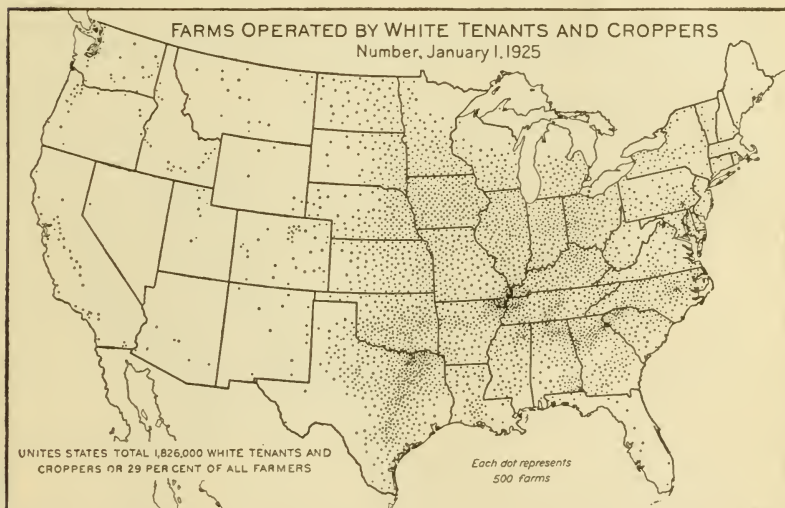 FARMS OPERATED BY WHITE TENANTS AND CROPPERS
Number, January 1, 1925
UNITES STATES TOTAL 1,826,000 WHITE TENANTS AND
CROPPERS OR 29 PER CENT OF ALL FARMERS
Each dot represents
500 farms